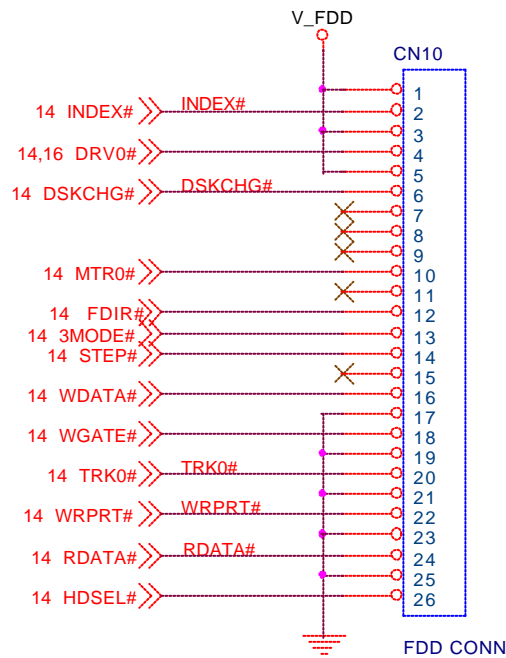 V_FDD
CN10
1
14 INDEX# INDEX# 2
3
14,16 DRV0# 4
5
14 DSKCHG# DSKCHG# 6
7
8
9
14 MTR0# 10
11
14 FDIR# 12
14 3MODE# 13
14 STEP# 14
15
14 WDATA# 16
17
14 WGATE# 18
19
14 TRK0# TRK0# 20
21
14 WRPRT# WRPRT# 22
23
14 RDATA# RDATA# 24
25
14 HDSEL# 26
FDD CONN